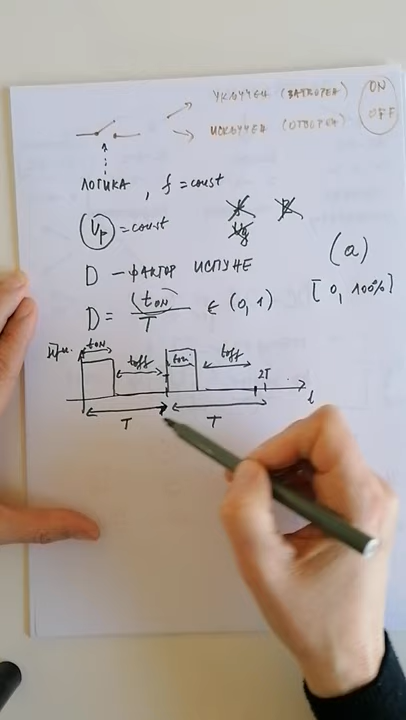 УКЉУЧЕН (ЗАТВОРЕН) ON
ИСКЉУЧЕН (ОТВОРЕН) OFF
ЛОГИКА , f = const
Up = const
D – ФАКТОР ИСПУНЕ (a)
D = tON / T ∈ (0, 1) [0, 100%]
tON toff ton toff 2T
T T t